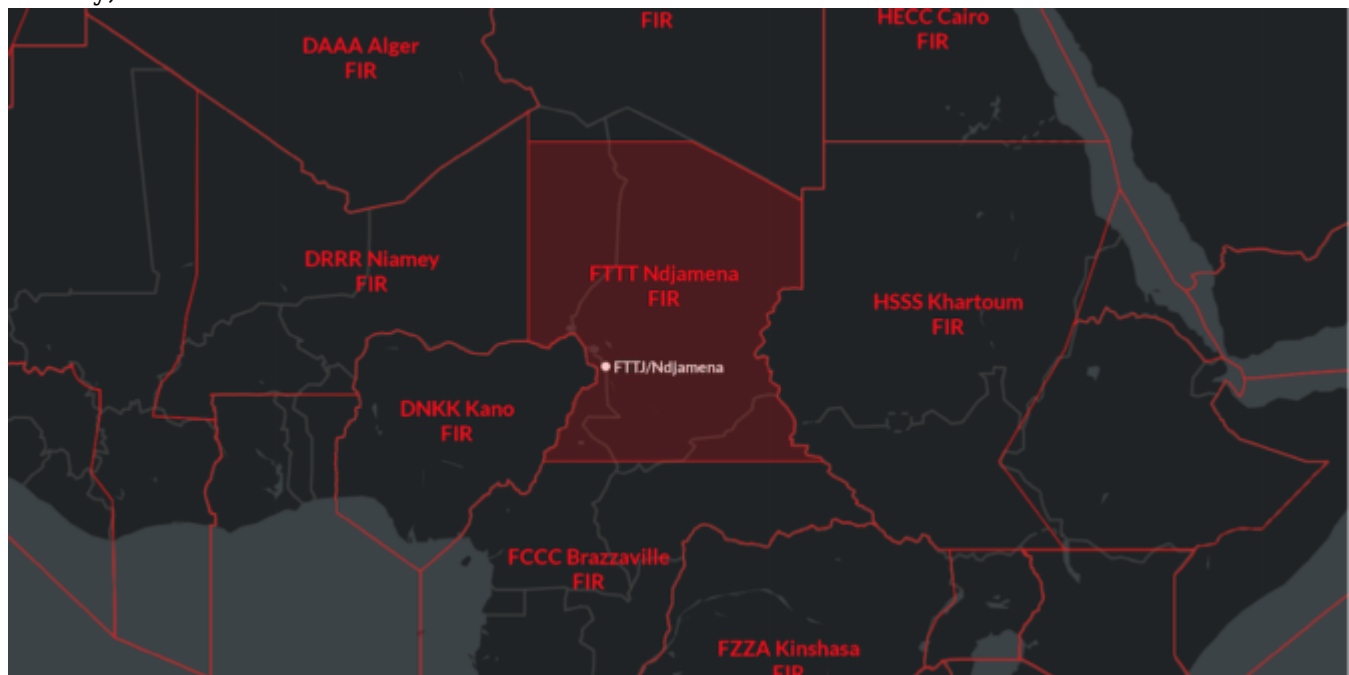 FIR
HECC Cairo
FIR
DAAA Alger
FIR
DRRR Niamey
FIR
FTTT Ndjamena
FIR
HSSS Khartoum
FIR
FTTJ/Ndjamena
DNKK Kano
FIR
FCCC Brazzaville
FIR
FZZA Kinshasa
FIR